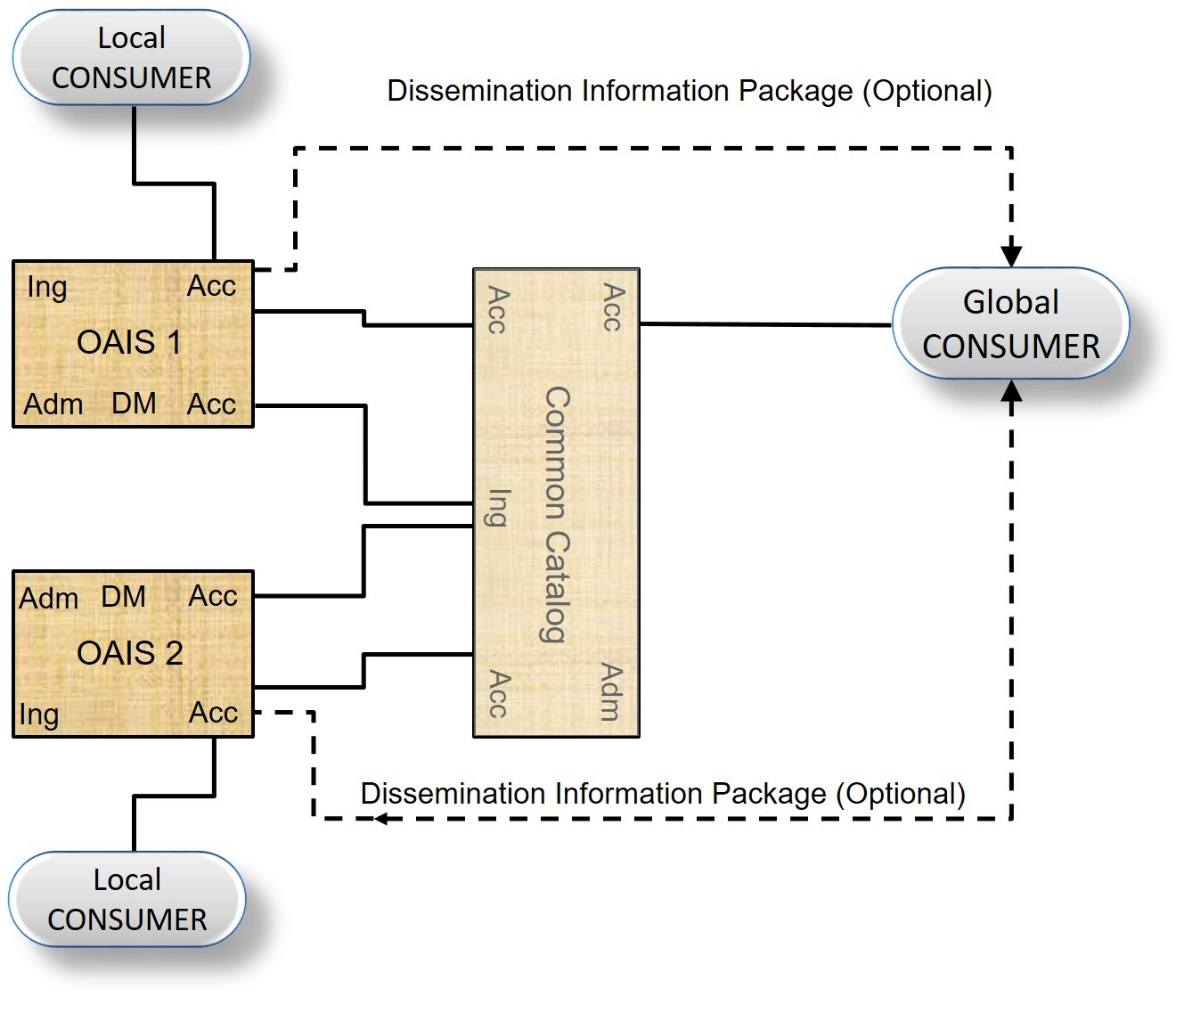 Local
CONSUMER
Dissemination Information Package (Optional)
Ing
Acc
OAIS 1
Adm DM Acc
Acc
Acc
Global
CONSUMER
Common Catalog
Ing
Adm DM Acc
OAIS 2
Ing
Acc
Acc
Adm
Dissemination Information Package (Optional)
Local
CONSUMER